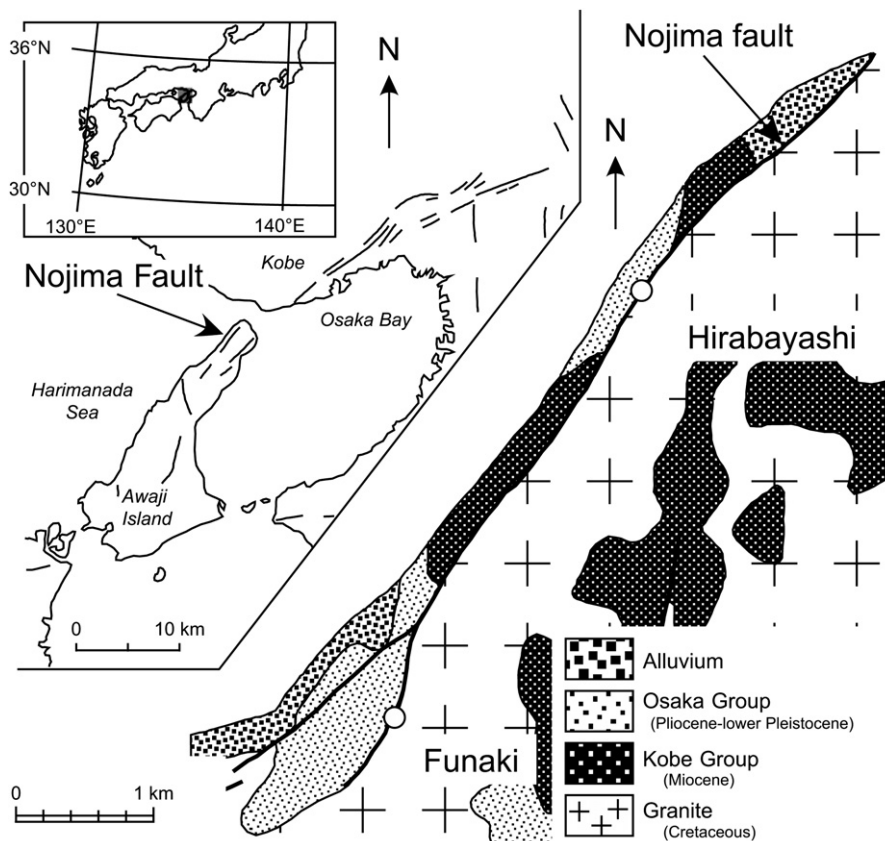 36°N
30°N
130°E
140°E
N
Nojima fault
N
Kobe
Nojima Fault
Osaka Bay
Harimanada
Sea
Awaji
Island
0
10 km
Hirabayashi
Funaki
Alluvium
Osaka Group
(Pliocene-lower Pleistocene)
Kobe Group
(Miocene)
Granite
(Cretaceous)
0
1 km